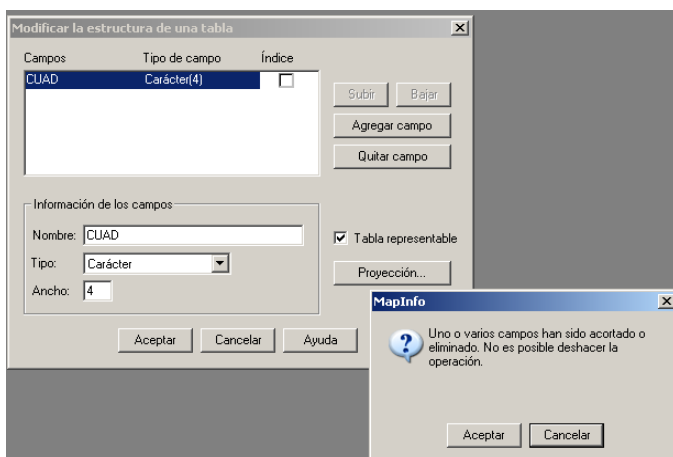 Modificar la estructura de una tabla
Campos Tipo de campo Índice
CUAD Carácter(4)
Subir Bajar
Agregar campo
Quitar campo
Información de los campos
Nombre: CUAD
Tipo: Carácter
Ancho: 4
Tabla representable
Proyección...
Aceptar Cancelar Ayuda
MapInfo
Uno o varios campos han sido acortado o
eliminado. No es posible deshacer la
operación.
Aceptar Cancelar